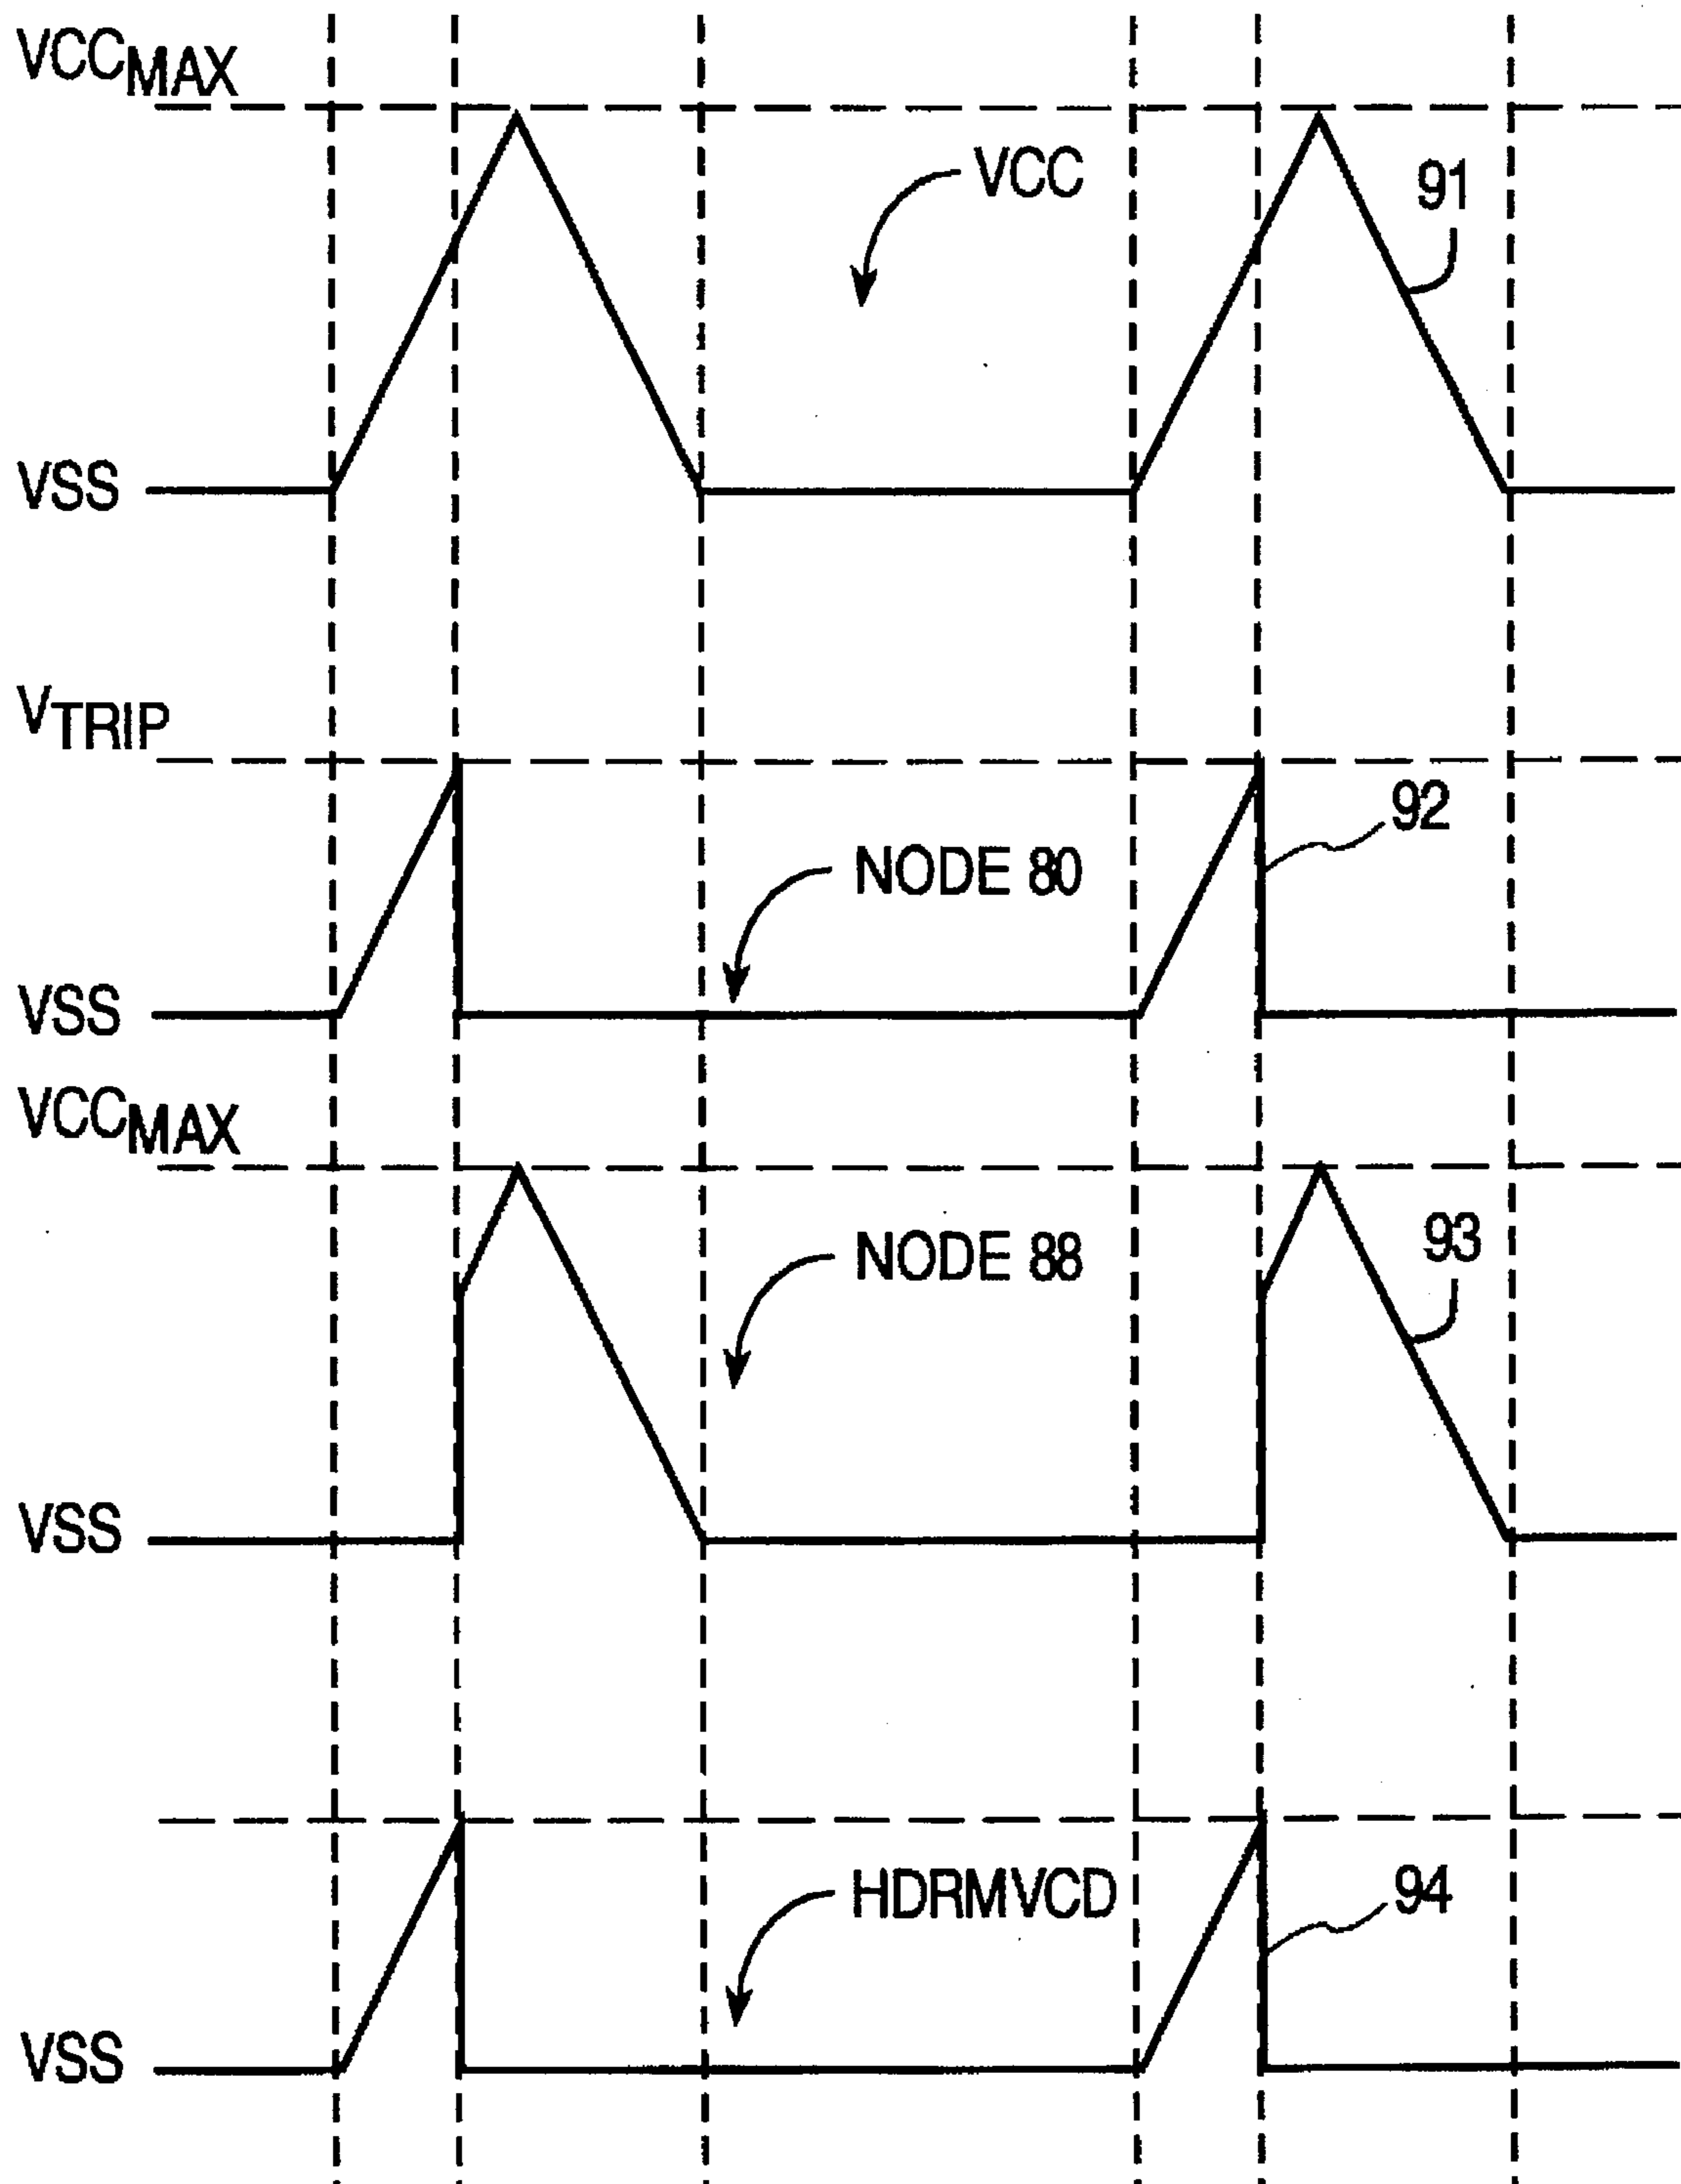 VCCMAX
VCC
91
VSS
VTRIP
92
NODE 80
VSS
VCCMAX
93
NODE 88
VSS
HDRMVCD
94
VSS